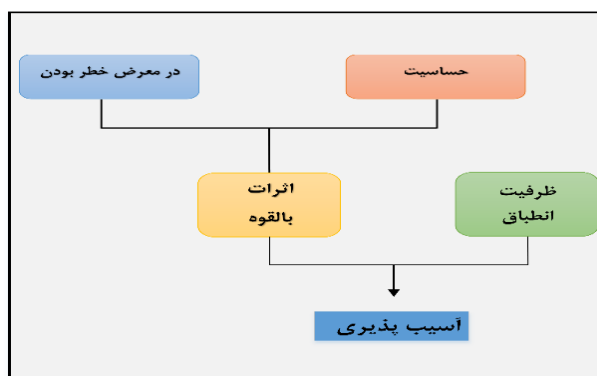 در معرض خطر بودن
حساسیت
اثرات
بالقوه
ظرفیت
انطباق
آسیب پذیری